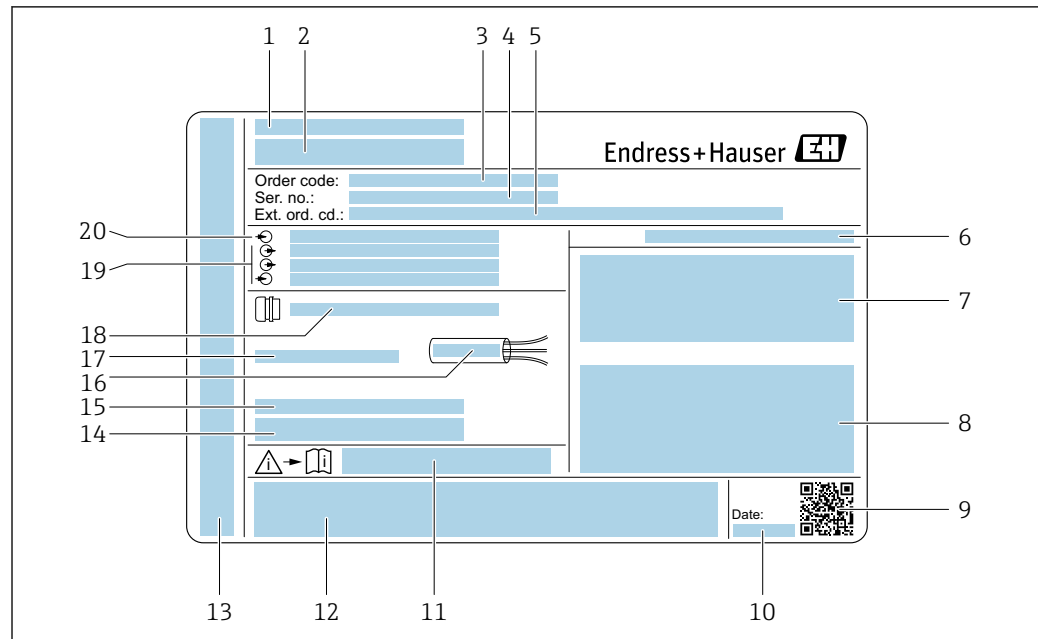 1 2 3 4 5
Endress+Hauser EH
Order code:
Ser. no.:
Ext. ord. cd.:
20
6
19
7
18
17
16
15
14
8
i i
Date:
9
13 12 11 10